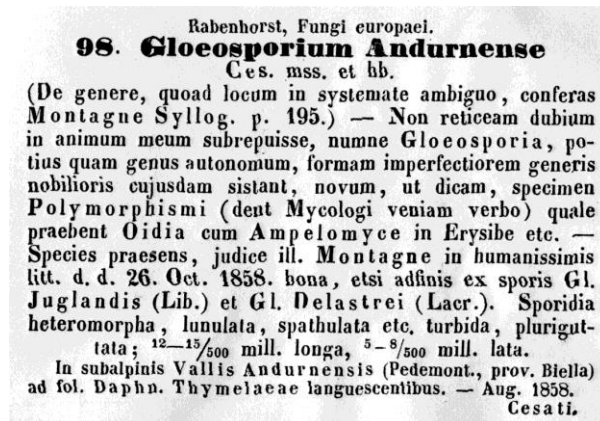 Rabenhorst, Fungi europaei.
98. Gloeosporium Andurnense
Ces. mss. et hb.
(De genere, quoad locum in systemate ambiguo, conferas
Montagne Syllog. p. 195.) — Non reticeam dubium
in animum meum subrepuisse, numne Gloeosporia, po-
tius quam genus autonomum, formam imperfectiorem generis
nobilioris cujusdam sistant, novum, ut dicam, specimen
Polymorphismi (dent Mycologi veniam verbo) quale
praebent Oidia cum Ampelomyce in Erysibe etc. —
Species praesens, judice ill. Montagne in humanissimis
litt. d. d. 26. Oct. 1858. bona, etsi adfinis ex sporis Gl.
Juglandis (Lib.) et Gl. Delastrei (Lacr.). Sporidia
heteromorpha, lunulata, spathulata etc. turbida, plurigut-
tata; 12—15/500 mill. longa, 5—8/500 mill. lata.
In subalpinis Vallis Andurnensis (Pedemont., prov. Biella)
ad fol. Daphn. Thymelaeae languescentibus. — Aug. 1858.
Cesati.